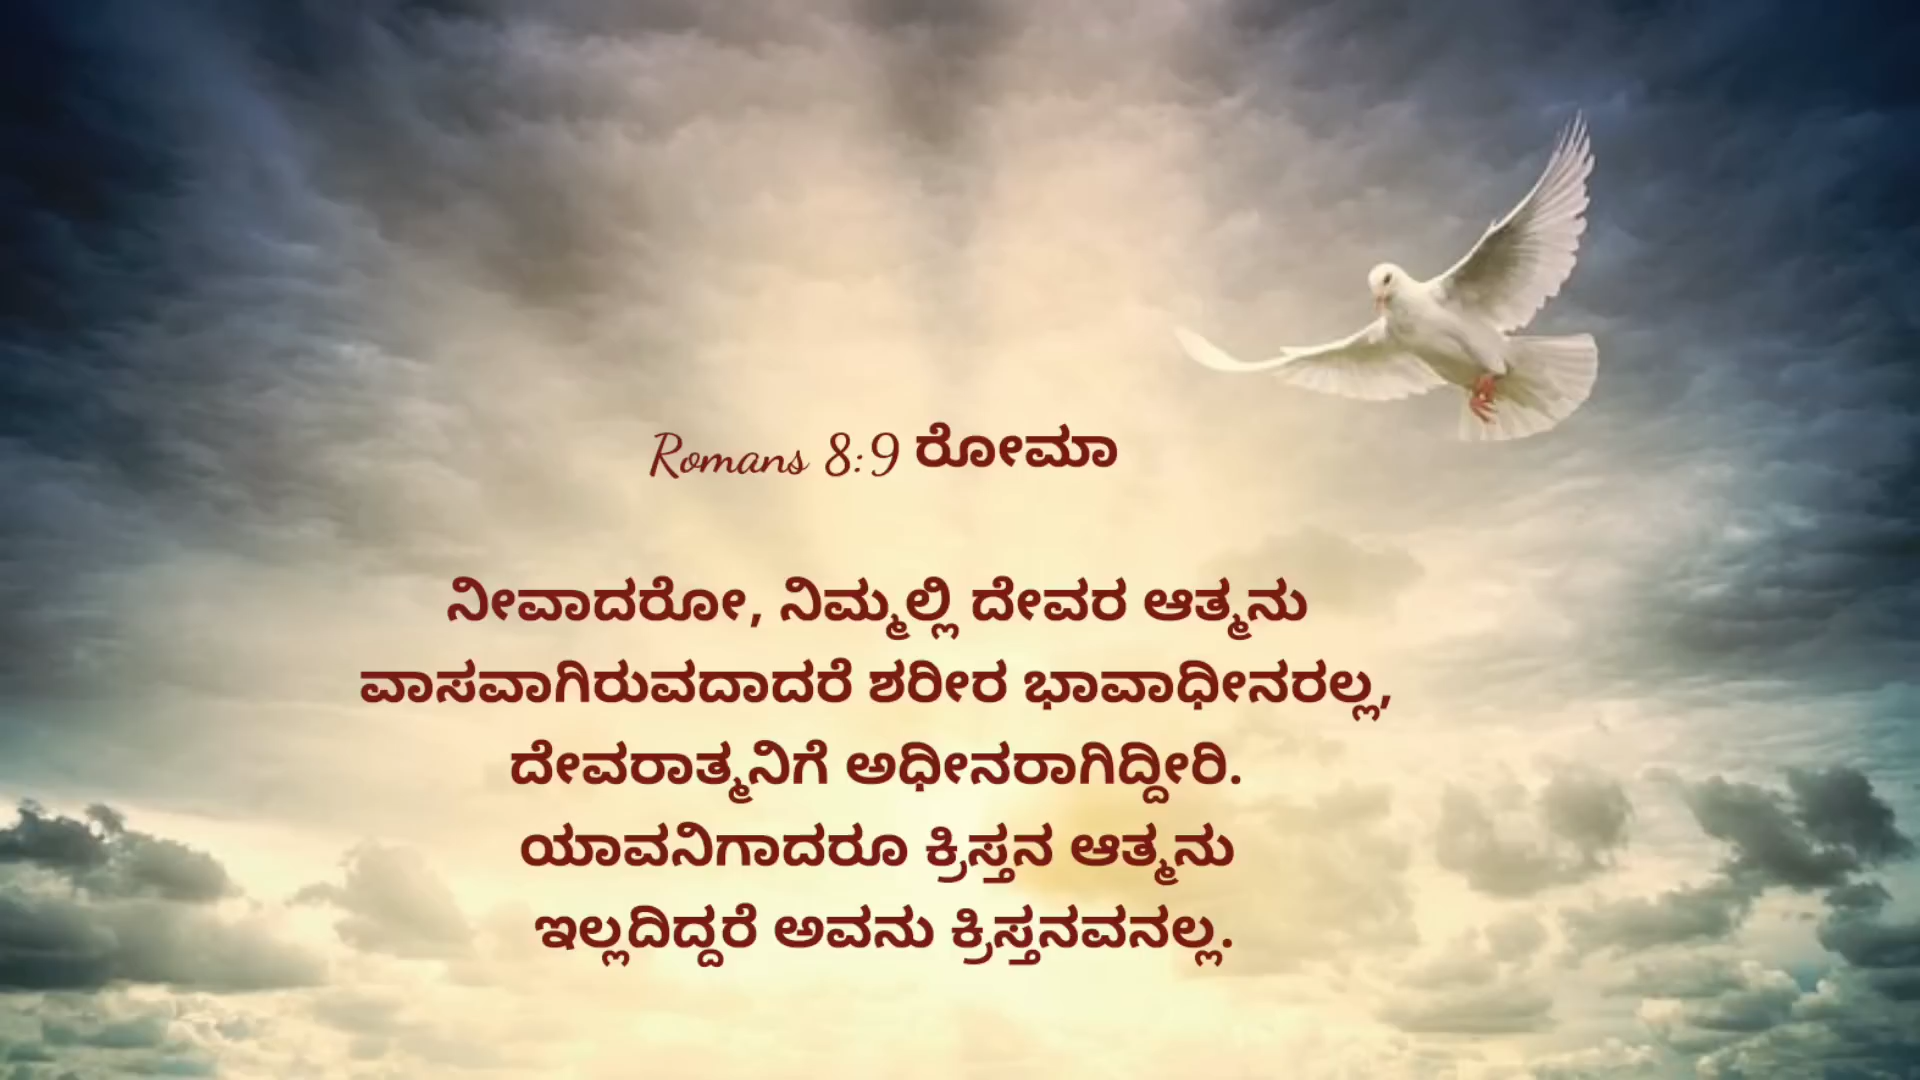 Romans 8:9 ರೋಮಾ
ನೀವಾದರೋ, ನಿಮ್ಮಲ್ಲಿ ದೇವರ ಆತ್ಮನು
ವಾಸವಾಗಿರುವದಾದರೆ ಶರೀರ ಭಾವಾಧೀನರಲ್ಲ,
ದೇವರಾತ್ಮನಿಗೆ ಅಧೀನರಾಗಿದ್ದೀರಿ.
ಯಾವನಿಗಾದರೂ ಕ್ರಿಸ್ತನ ಆತ್ಮನು
ಇಲ್ಲದಿದ್ದರೆ ಅವನು ಕ್ರಿಸ್ತನವನಲ್ಲ.